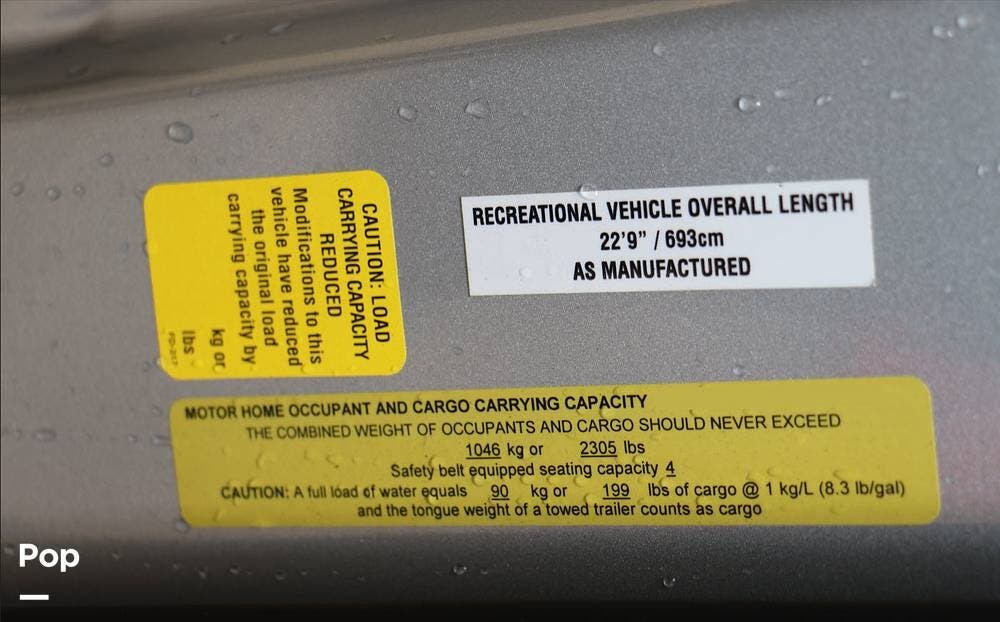 CAUTION: LOAD
CARRYING CAPACITY
REDUCED
Modifications to this
vehicle have reduced
the original load
carrying capacity by
kg or
lbs
RECREATIONAL VEHICLE OVERALL LENGTH
22'9" / 693cm
AS MANUFACTURED
MOTOR HOME OCCUPANT AND CARGO CARRYING CAPACITY
THE COMBINED WEIGHT OF OCCUPANTS AND CARGO SHOULD NEVER EXCEED
1046 kg or 2305 lbs
Safety belt equipped seating capacity 4
CAUTION: A full load of water equals 90 kg or 199 lbs of cargo @ 1 kg/L (8.3 lb/gal)
and the tongue weight of a towed trailer counts as cargo
Pop